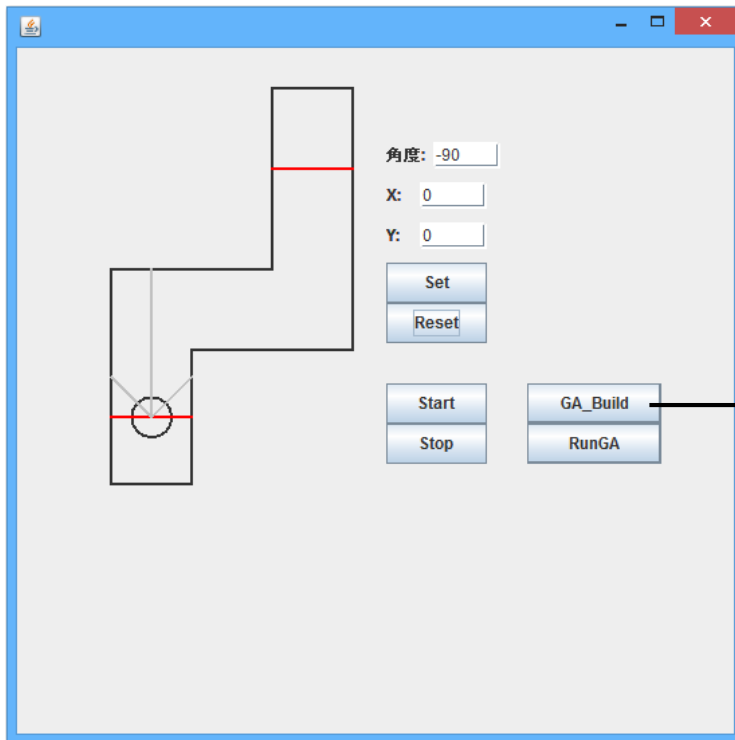 角度: -90
X: 0
Y: 0
Set
Reset
Start
GA_Build
Stop
RunGA